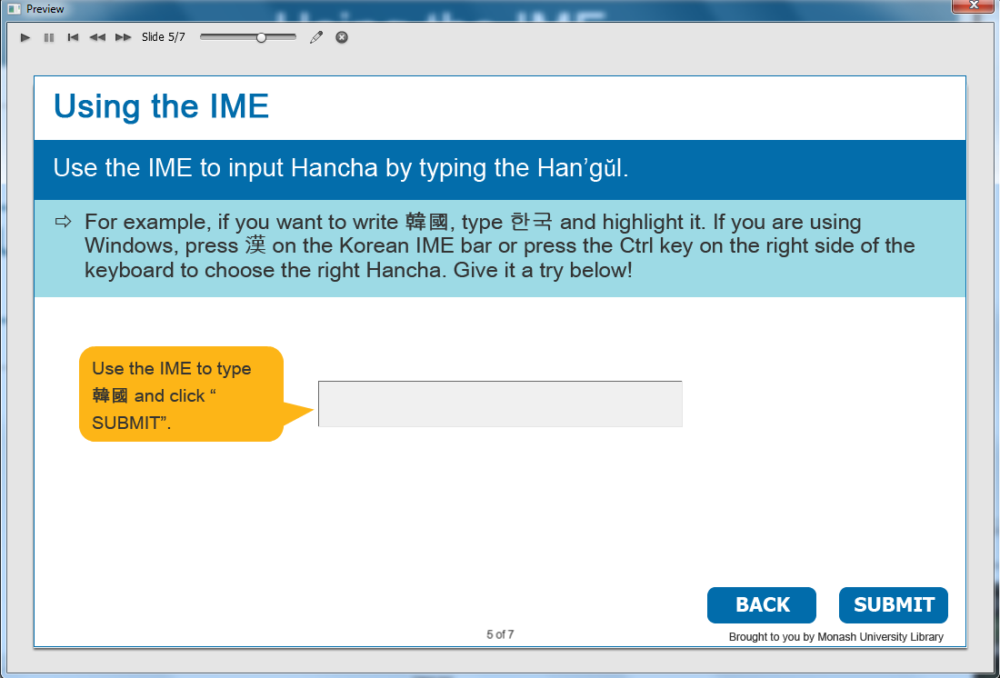 Preview
Slide 5/7
Using the IME
Use the IME to input Hancha by typing the Han’gŭl.
⇨ For example, if you want to write 韓國, type 한국 and highlight it. If you are using
Windows, press 漢 on the Korean IME bar or press the Ctrl key on the right side of the
keyboard to choose the right Hancha. Give it a try below!
Use the IME to type
韓國 and click “
SUBMIT”.
BACK
SUBMIT
5 of 7
Brought to you by Monash University Library